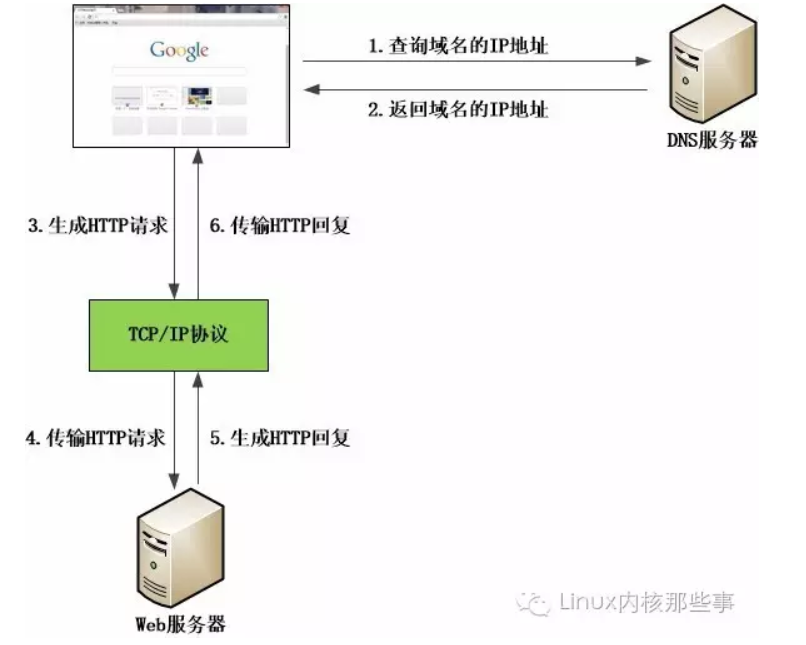 Google
1.查询域名的IP地址
2.返回域名的IP地址
DNS服务器
3.生成HTTP请求
6.传输HTTP回复
TCP/IP协议
4.传输HTTP请求
5.生成HTTP回复
Web服务器
Linux内核那些事